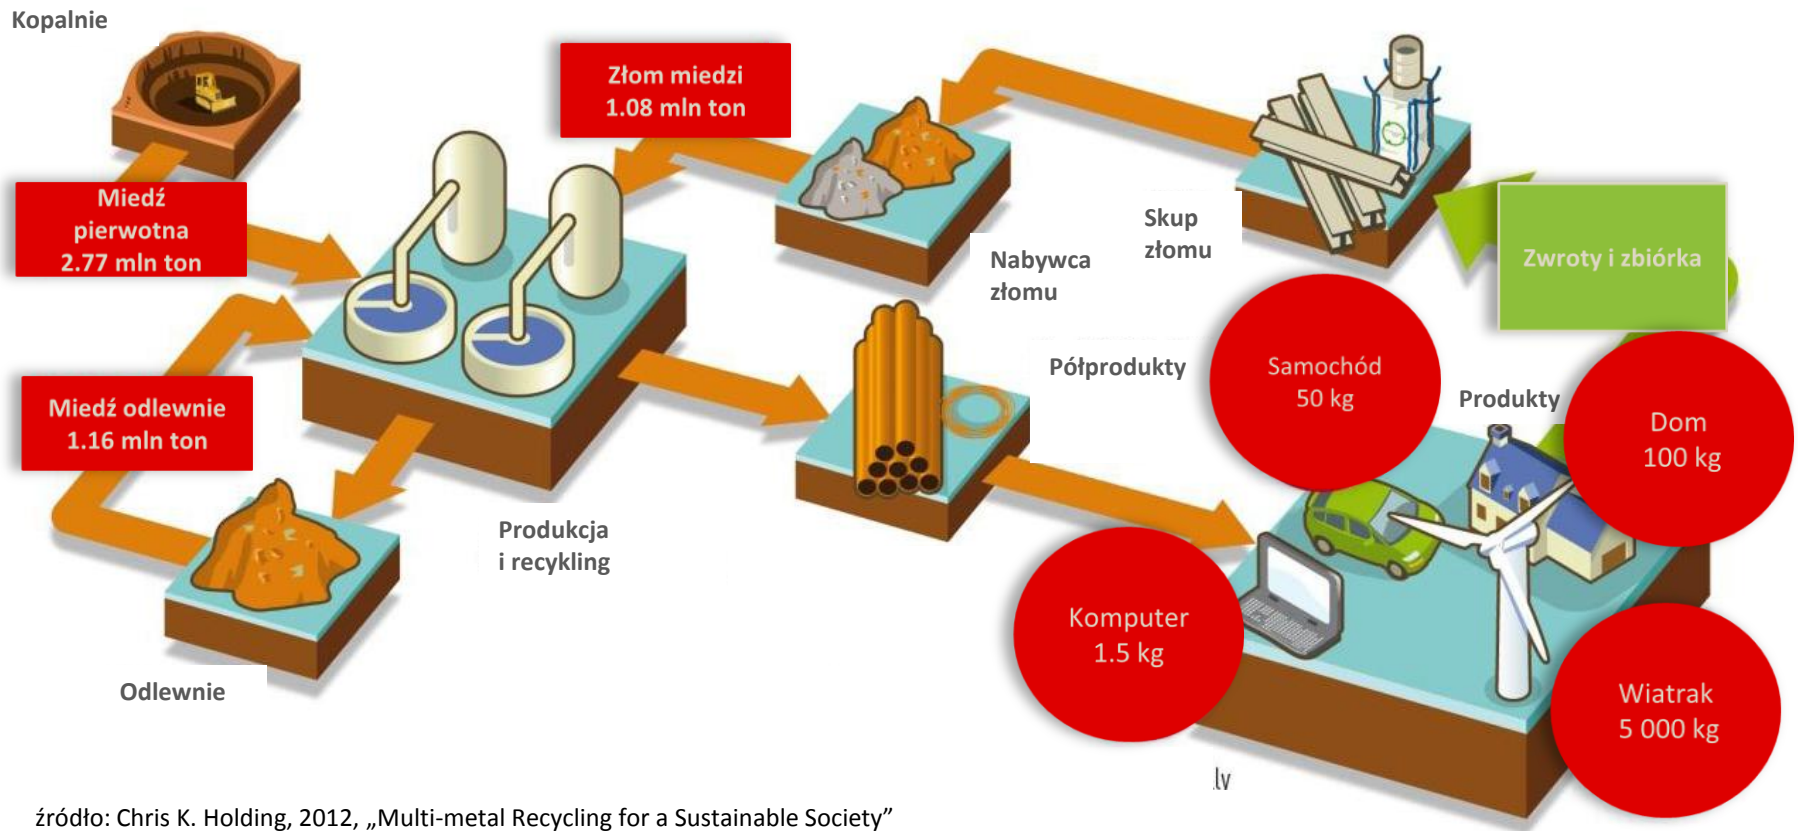 Kopalnie
Złom miedzi
1.08 mln ton
Miedź
pierwotna
2.77 mln ton
Skup
złomu
Zwroty i zbiórka
Nabywca
złomu
Półprodukty
Samochód
50 kg
Produkty
Dom
100 kg
Miedź odlewnie
1.16 mln ton
Produkcja
i recykling
Komputer
1.5 kg
Odlewnie
Wiatrak
5 000 kg
lv
źródło: Chris K. Holding, 2012, „Multi-metal Recycling for a Sustainable Society”